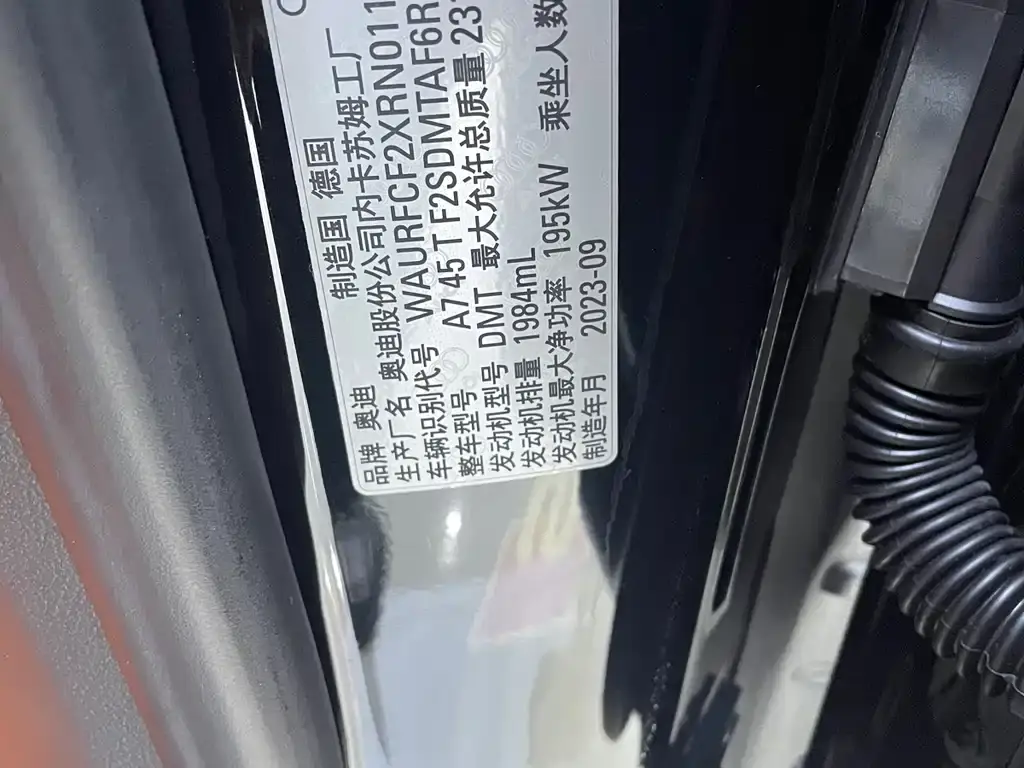 品牌 奥迪 制造国 德国
生产厂名 奥迪股份公司内卡苏姆工厂
车辆识别代号 WAURFCF2XRN011
整车型号 A7 45 TF2SDMTAF6R
发动机型号 DMT 最大允许总质量 23
发动机排量 1984mL
发动机最大净功率 195kW 乘坐人数
制造年月 2023-09